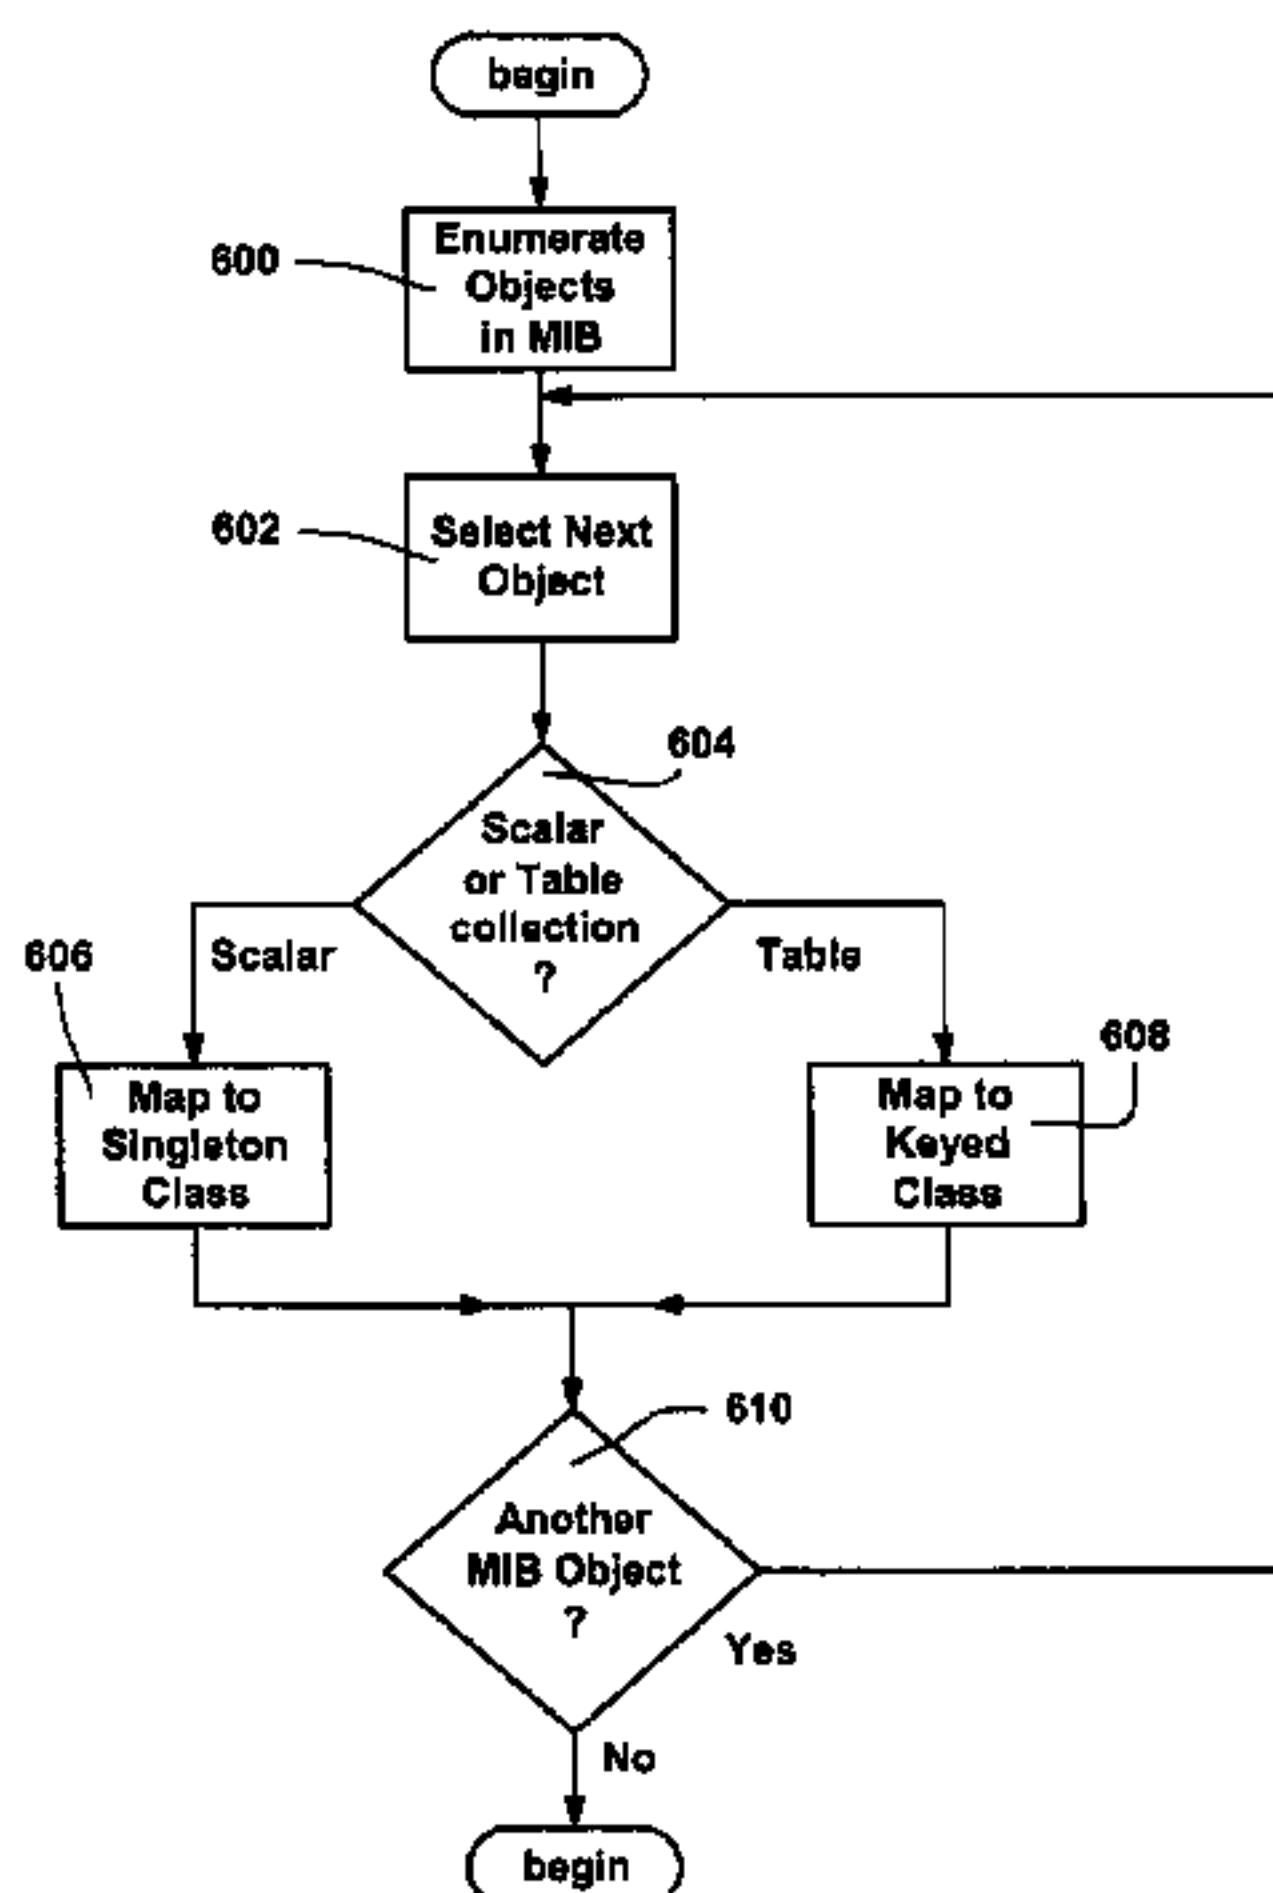 begin
600
Enumerate
Objects
in MIB
602
Select Next
Object
604
Scalar
or Table
collection
?
606
Scalar
Table
608
Map to
Singleton
Class
Map to
Keyed
Class
610
Another
MIB Object
?
Yes
No
begin